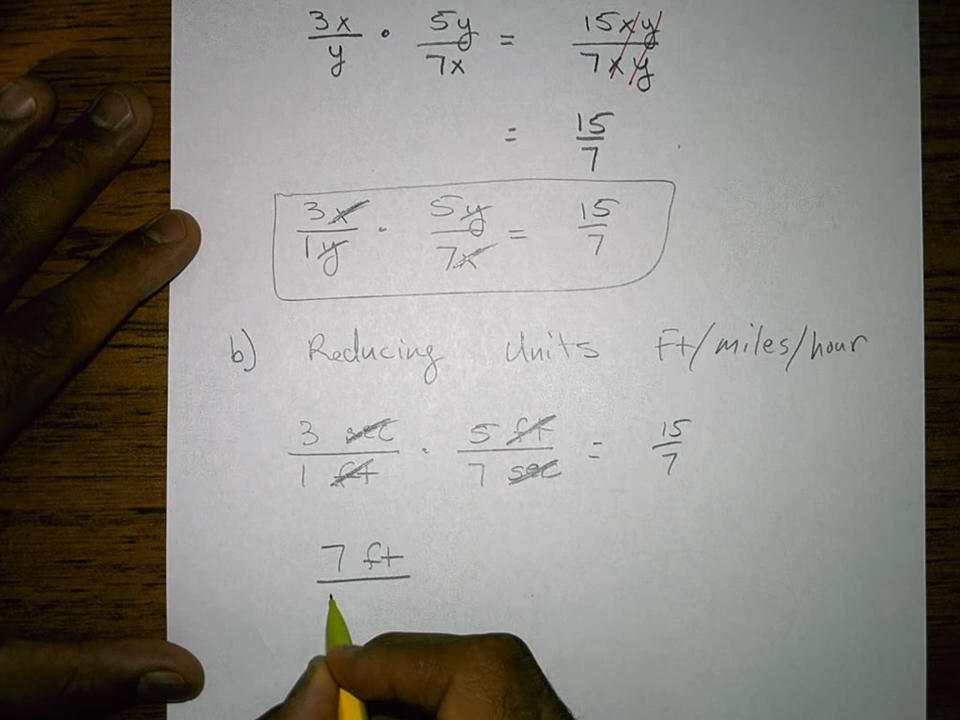 3x/y · 5y/7x = 15xy/7xy
= 15/7
3x/1y · 5y/7x = 15/7
b) Reducing Units Ft/miles/hour
3 sec/1 ft · 5 ft/7 sec = 15/7
7 ft